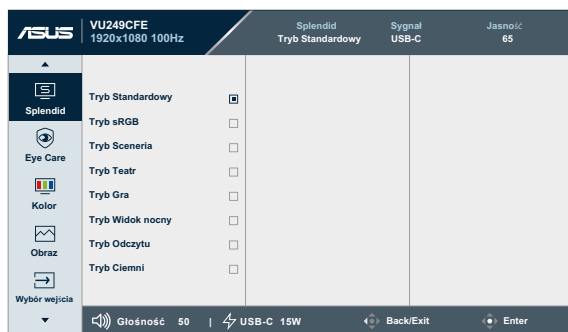 ASUS
VU249CFE
1920x1080 100Hz
Splendid
Tryb Standardowy
Sygnał
USB-C
Jasność
65
Splendid
Eye Care
Kolor
Obraz
Wybór wejścia
Tryb Standardowy
Tryb sRGB
Tryb Sceneria
Tryb Teatr
Tryb Gra
Tryb Widok nocny
Tryb Odczytu
Tryb Ciemni
Głośność 50 | USB-C 15W
Back/Exit
Enter